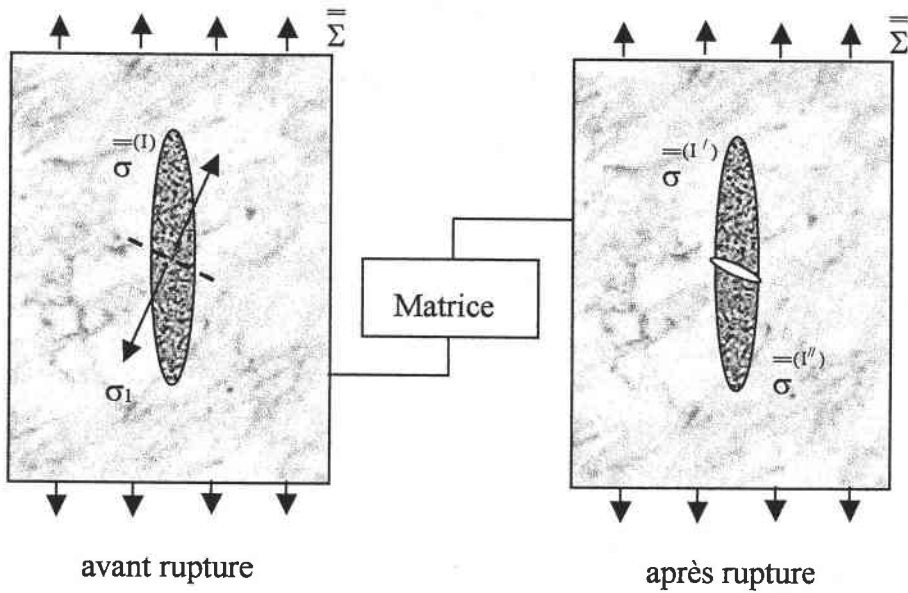 Σ̿
Σ̿
σ̿ (I)
σ̿ (I′)
Matrice
σ̿ (I″)
σ1
avant rupture
après rupture